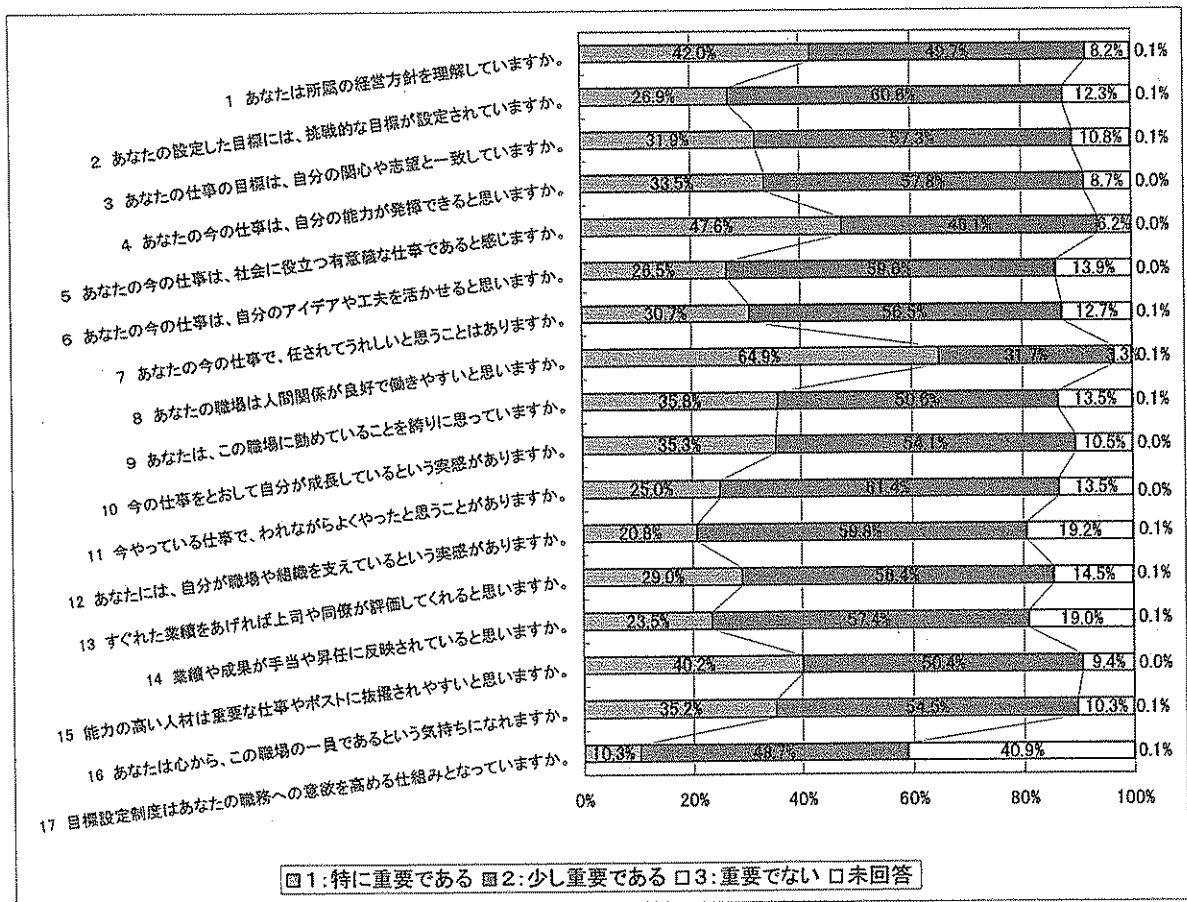 1 あなたは所属の経営方針を理解していますか。
42.0% 49.7% 8.2% 0.1%
2 あなたの設定した目標には、挑戦的な目標が設定されていますか。
26.9% 60.6% 12.3% 0.1%
3 あなたの仕事の目標は、自分の関心や志望と一致していますか。
31.9% 57.3% 10.8% 0.1%
4 あなたの今の仕事は、自分の能力が発揮できると思いますか。
33.5% 57.8% 8.7% 0.0%
5 あなたの今の仕事は、社会に役立つ有意義な仕事であると感じますか。
47.6% 46.1% 6.2% 0.0%
6 あなたの今の仕事は、自分のアイデアや工夫を活かせると思いますか。
26.5% 59.6% 13.9% 0.0%
7 あなたの今の仕事で、任されてうれしいと思うことはありますか。
30.7% 56.5% 12.7% 0.1%
8 あなたの職場は人間関係が良好で働きやすいと思いますか。
64.9% 31.7% 3.3% 0.1%
9 あなたは、この職場に勤めていることを誇りに思っていますか。
35.8% 50.6% 13.5% 0.1%
10 今の仕事をとおして自分が成長しているという実感がありますか。
35.3% 54.1% 10.5% 0.0%
11 今やっている仕事で、われながらよくやったと思うことがありますか。
25.0% 61.4% 13.5% 0.0%
12 あなたには、自分が職場や組織を支えているという実感がありますか。
20.8% 59.8% 19.2% 0.1%
13 すぐれた業績をあげれば上司や同僚が評価してくれると思いますか。
29.0% 56.4% 14.5% 0.1%
14 業績や成果が手当や昇任に反映されていると思いますか。
23.5% 57.4% 19.0% 0.1%
15 能力の高い人材は重要な仕事やポストに抜擢されやすいと思いますか。
40.2% 50.4% 9.4% 0.0%
16 あなたは心から、この職場の一員であるという気持ちになれますか。
35.2% 54.5% 10.3% 0.1%
17 目標設定制度はあなたの職務への意欲を高める仕組みとなっていますか。
10.3% 48.7% 40.9% 0.1%
0% 20% 40% 60% 80% 100%
1:特に重要である 2:少し重要である 3:重要でない 未回答